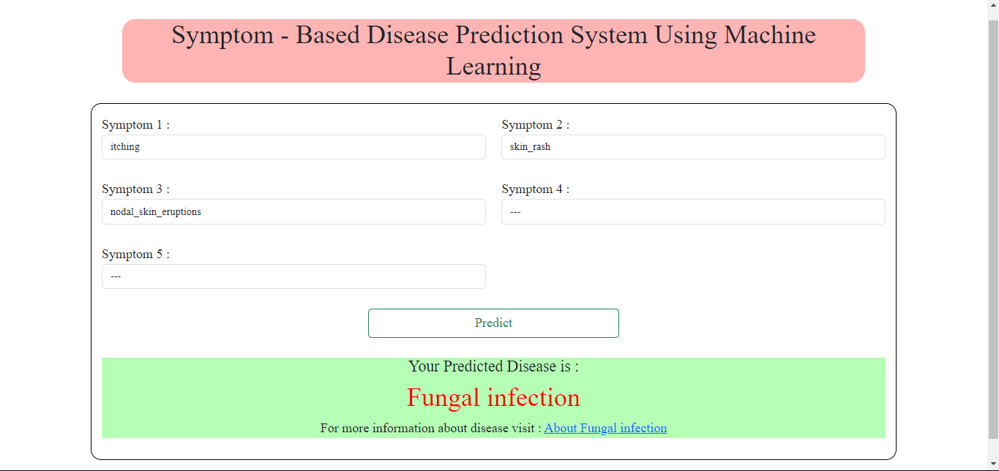 Symptom - Based Disease Prediction System Using Machine
Learning
Symptom 1 :
Symptom 2 :
itching
skin_rash
Symptom 3 :
Symptom 4 :
nodal_skin_eruptions
---
Symptom 5 :
---
Predict
Your Predicted Disease is :
Fungal infection
For more information about disease visit : About Fungal infection